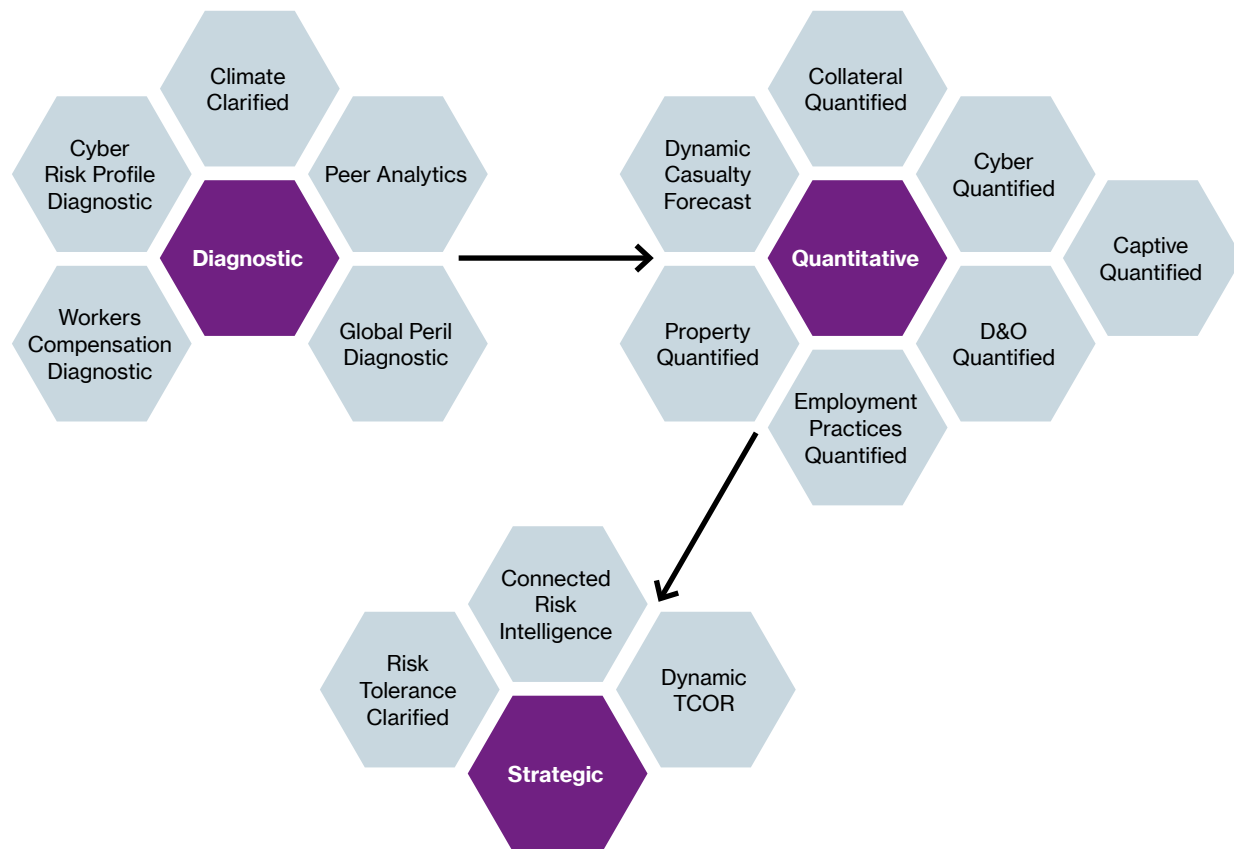 Climate
Clarified
Cyber
Risk Profile
Diagnostic
Peer Analytics
Diagnostic
Workers
Compensation
Diagnostic
Global Peril
Diagnostic
Collateral
Quantified
Dynamic
Casualty
Forecast
Cyber
Quantified
Quantitative
Captive
Quantified
Property
Quantified
D&O
Quantified
Employment
Practices
Quantified
Connected
Risk
Intelligence
Risk
Tolerance
Clarified
Dynamic
TCOR
Strategic